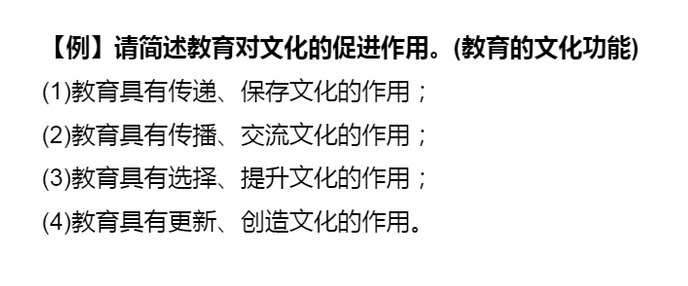 【例】请简述教育对文化的促进作用。(教育的文化功能)
(1)教育具有传递、保存文化的作用；
(2)教育具有传播、交流文化的作用；
(3)教育具有选择、提升文化的作用；
(4)教育具有更新、创造文化的作用。